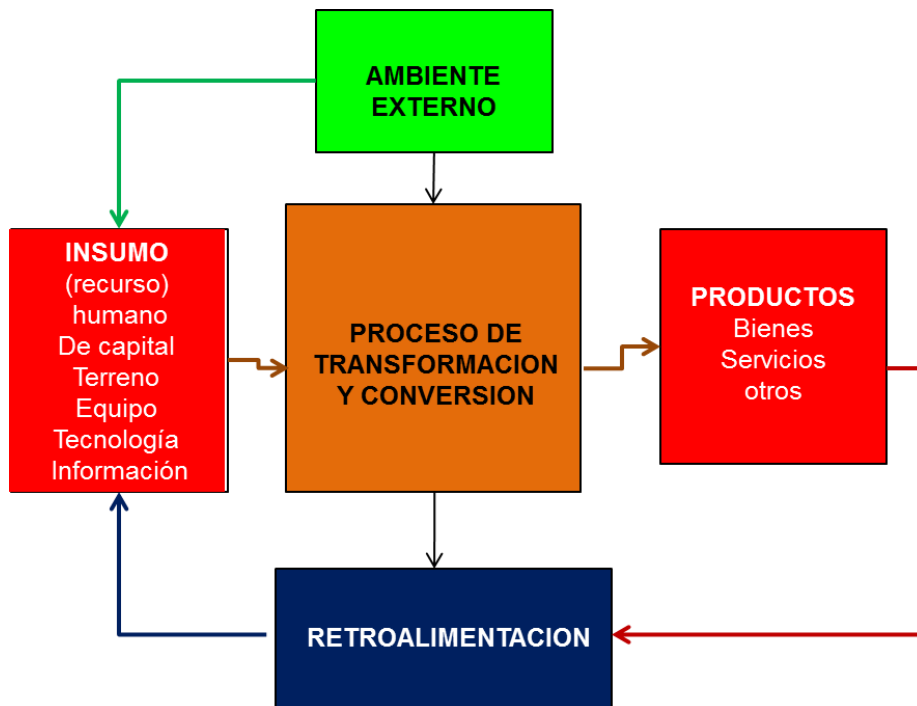 AMBIENTE
EXTERNO
INSUMO
(recurso)
humano
De capital
Terreno
Equipo
Tecnología
Información
PROCESO DE
TRANSFORMACION
Y CONVERSION
PRODUCTOS
Bienes
Servicios
otros
RETROALIMENTACION